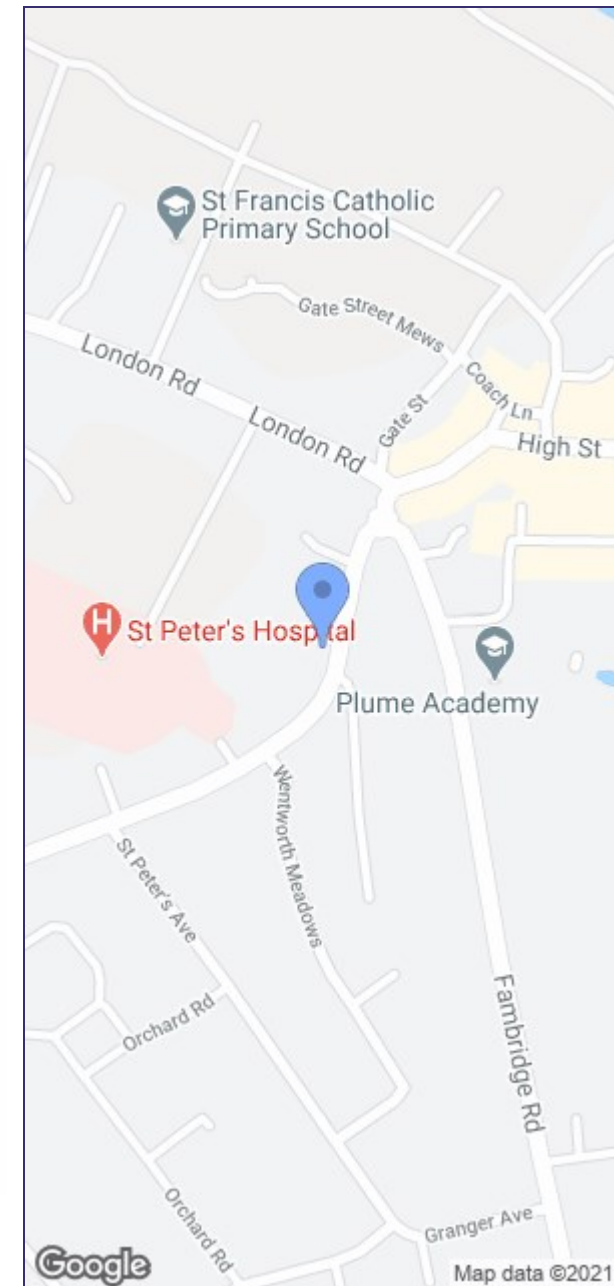 St Francis Catholic
Primary School
Gate Street Mews
London Rd
Coach Ln
London Rd
Gate St
High St
H
St Peter's Hospital
Plume Academy
Wentworth Meadows
St Peter's Ave
Orchard Rd
Fambridge Rd
Orchard Rd
Granger Ave
Google
Map data ©2021